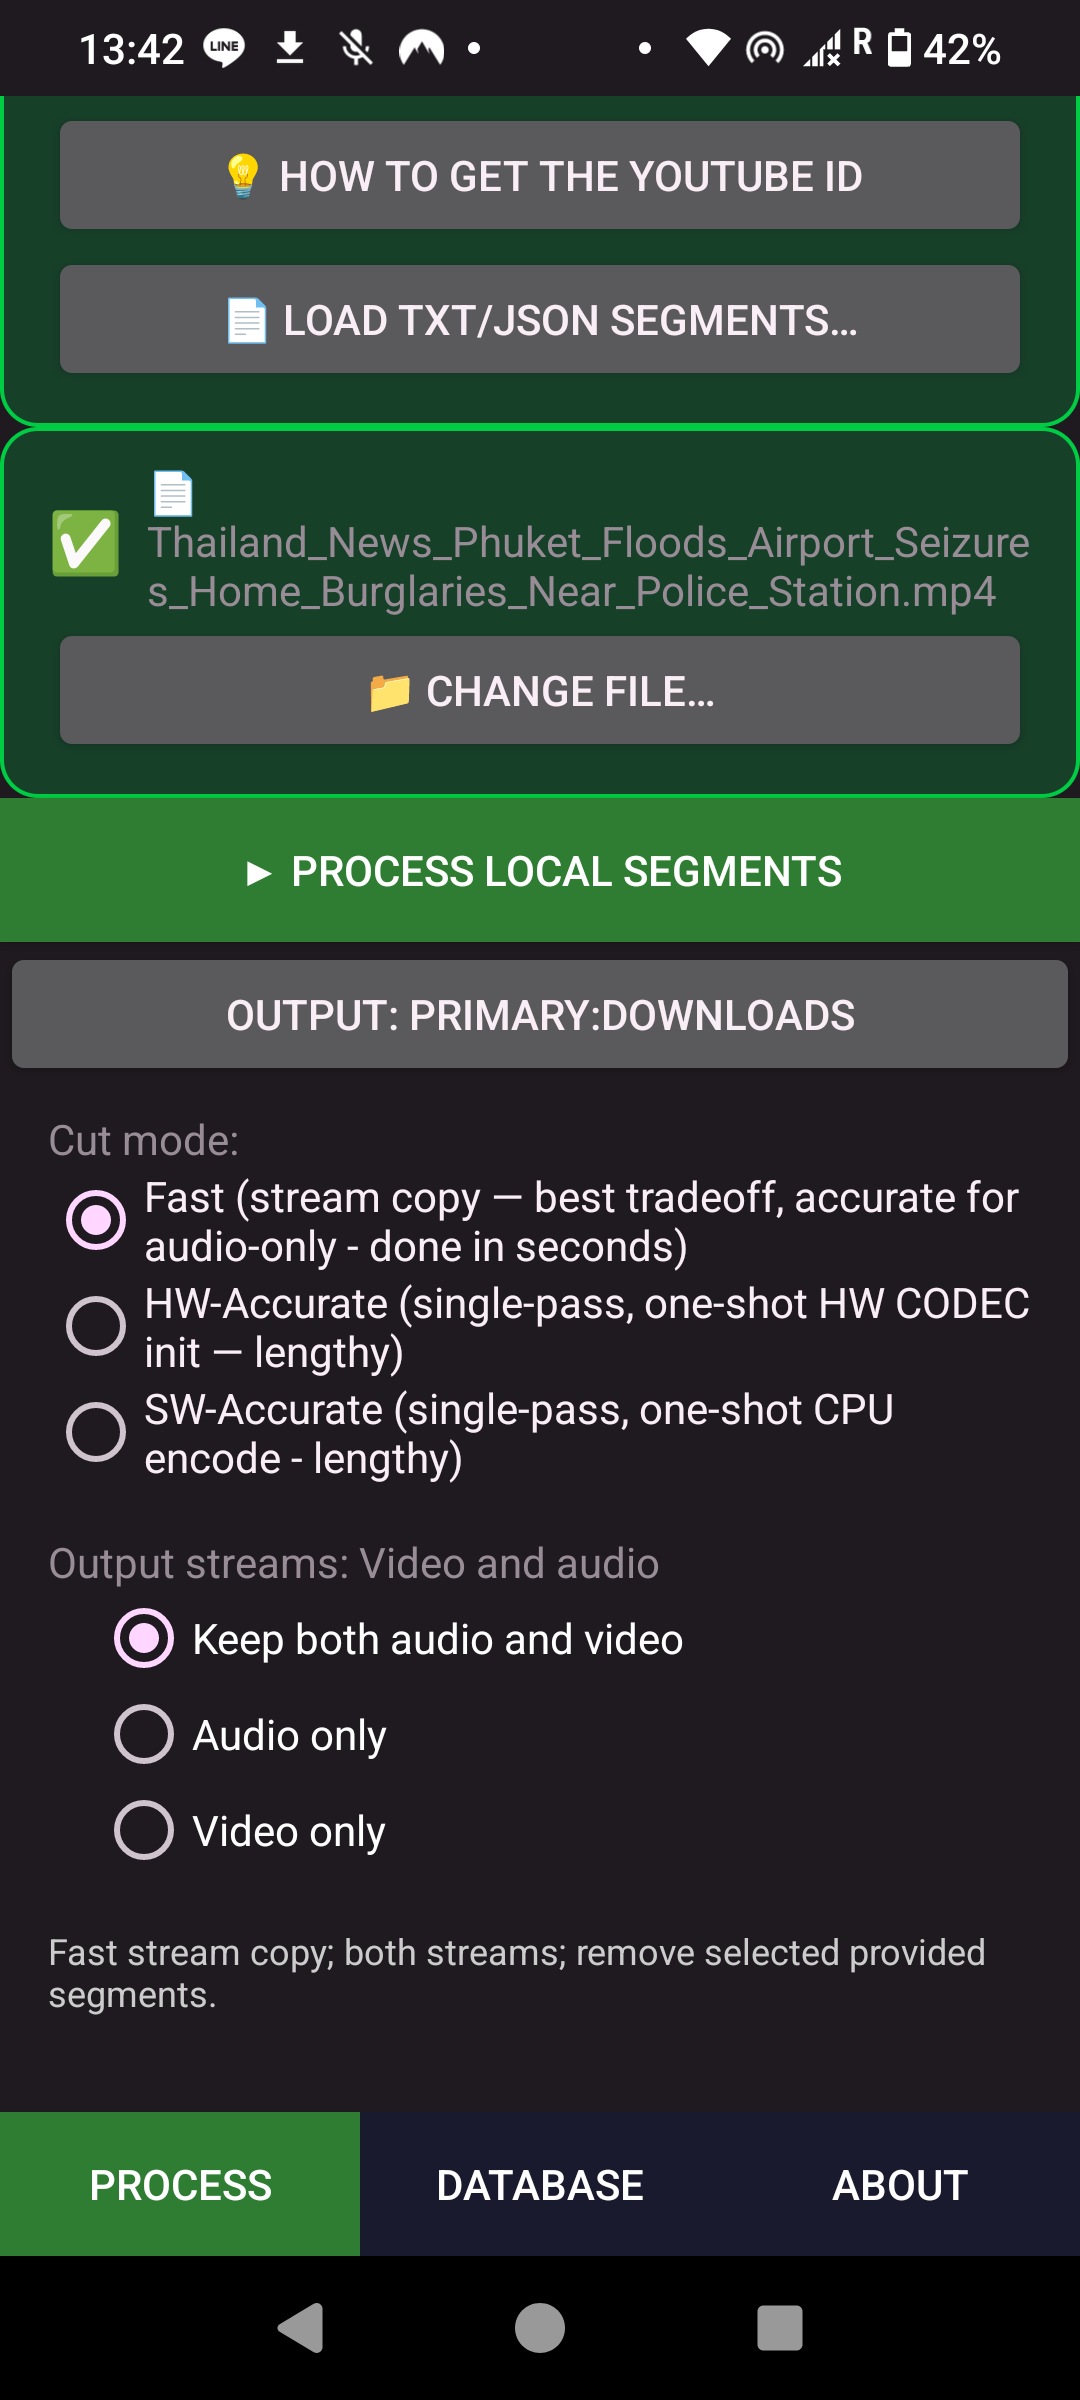 13:42 LINE R 42%
💡 HOW TO GET THE YOUTUBE ID
📄 LOAD TXT/JSON SEGMENTS…
✅ 📄
Thailand_News_Phuket_Floods_Airport_Seizure
s_Home_Burglaries_Near_Police_Station.mp4
📁 CHANGE FILE…
► PROCESS LOCAL SEGMENTS
OUTPUT: PRIMARY:DOWNLOADS
Cut mode:
Fast (stream copy — best tradeoff, accurate for
audio-only - done in seconds)
HW-Accurate (single-pass, one-shot HW CODEC
init — lengthy)
SW-Accurate (single-pass, one-shot CPU
encode - lengthy)
Output streams: Video and audio
Keep both audio and video
Audio only
Video only
Fast stream copy; both streams; remove selected provided
segments.
PROCESS DATABASE ABOUT